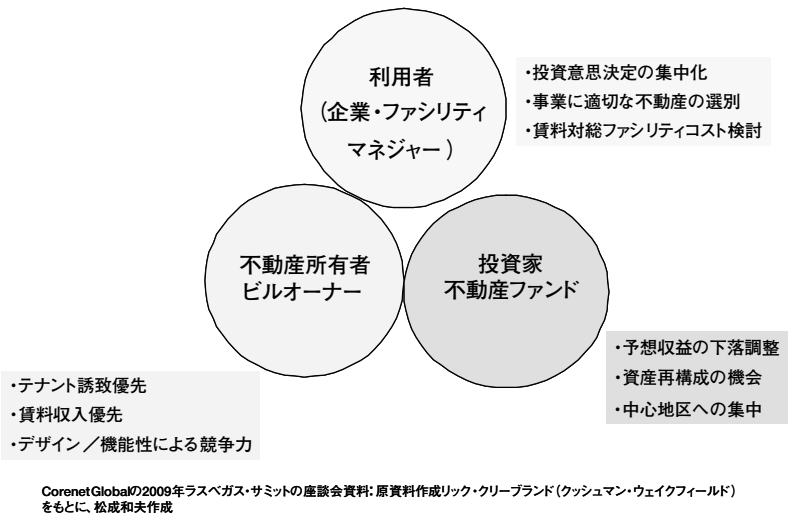 利用者
(企業・ファシリティ
マネジャー)
・投資意思決定の集中化
・事業に適切な不動産の選別
・賃料対総ファシリティコスト検討
不動産所有者
ビルオーナー
投資家
不動産ファンド
・予想収益の下落調整
・資産再構成の機会
・中心地区への集中
・テナント誘致優先
・賃料収入優先
・デザイン／機能性による競争力
CorenetGlobalの2009年ラスベガス・サミットの座談会資料：原資料作成リック・クリーブランド(クッシュマン・ウェイクフィールド)
をもとに、松成和夫作成